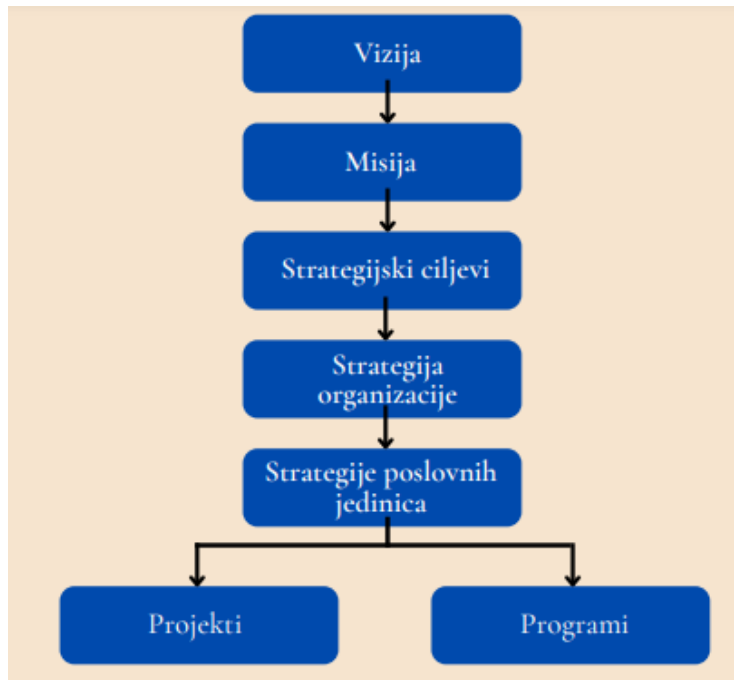 Vizija
Misija
Strategijski ciljevi
Strategija
organizacije
Strategije poslovnih
jedinica
Projekti
Programi